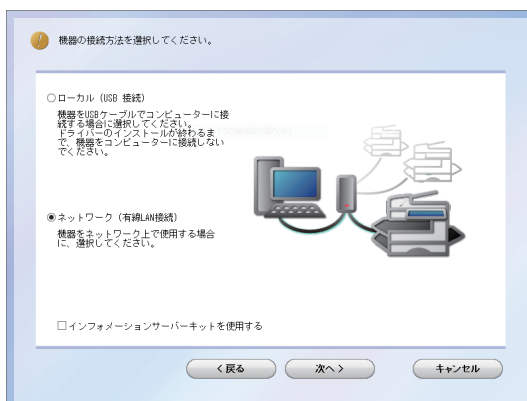 機器の接続方法を選択してください。
ローカル (USB 接続)
機器をUSBケーブルでコンピューターに接
続する場合に選択してください。
ドライバーのインストールが終わるま
で、機器をコンピューターに接続しない
でください。
ネットワーク (有線LAN接続)
機器をネットワーク上で使用する場合
に、選択してください。
インフォメーションサーバーキットを使用する
< 戻る
次へ >
キャンセル